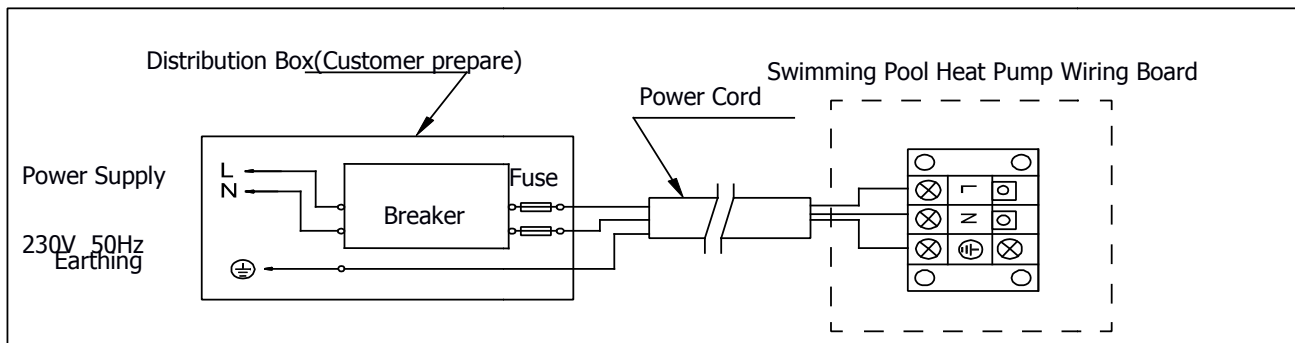 Distribution Box(Customer prepare)
Swimming Pool Heat Pump Wiring Board
Power Cord
Power Supply
L
N
Fuse
Breaker
230V 50Hz
Earthing
L
N